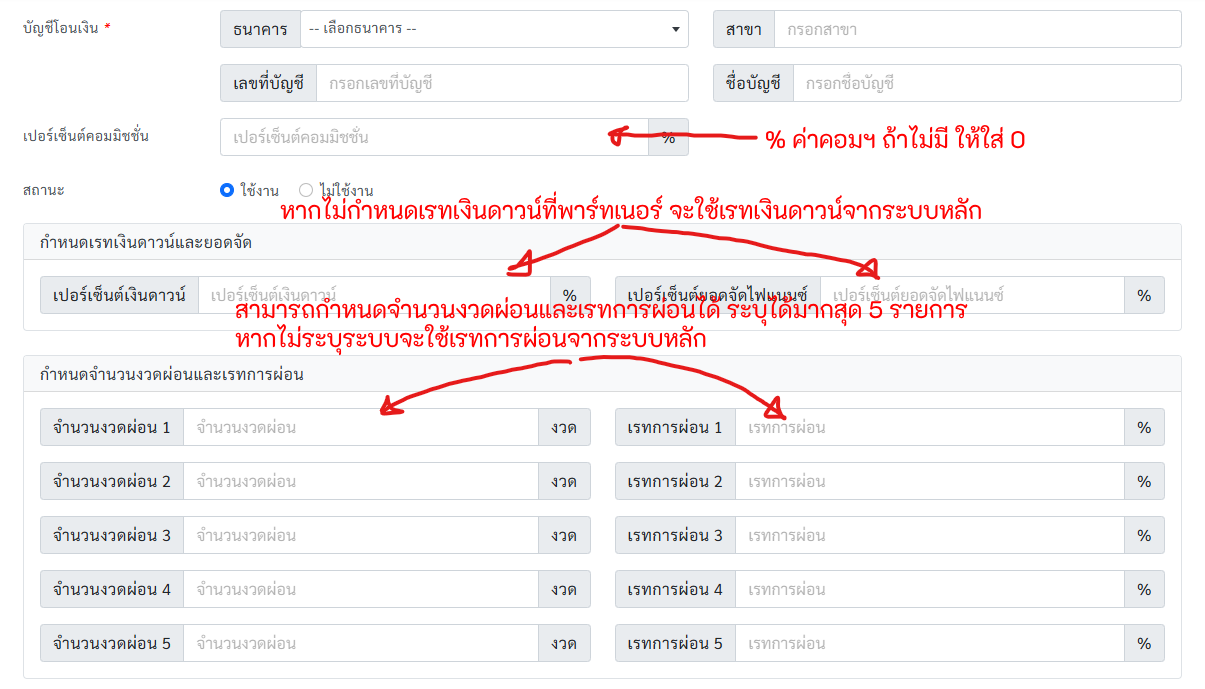 บัญชีโอนเงิน * ธนาคาร -- เลือกธนาคาร -- สาขา กรอกสาขา
เลขที่บัญชี กรอกเลขที่บัญชี ชื่อบัญชี กรอกชื่อบัญชี
เปอร์เซ็นต์คอมมิชชั่น เปอร์เซ็นต์คอมมิชชั่น % % ค่าคอมฯ ถ้าไม่มี ให้ใส่ 0
สถานะ ใช้งาน ไม่ใช้งาน
หากไม่กำหนดเรทเงินดาวน์ที่พาร์ทเนอร์ จะใช้เรทเงินดาวน์จากระบบหลัก
กำหนดเรทเงินดาวน์และยอดจัด
เปอร์เซ็นต์เงินดาวน์ เปอร์เซ็นต์เงินดาวน์ % เปอร์เซ็นต์ยอดจัดไฟแนนซ์ เปอร์เซ็นต์ยอดจัดไฟแนนซ์ %
สามารถกำหนดจำนวนงวดผ่อนและเรทการผ่อนได้ ระบุได้มากสุด 5 รายการ
หากไม่ระบุระบบจะใช้เรทการผ่อนจากระบบหลัก
กำหนดจำนวนงวดผ่อนและเรทการผ่อน
จำนวนงวดผ่อน 1 จำนวนงวดผ่อน งวด เรทการผ่อน 1 เรทการผ่อน %
จำนวนงวดผ่อน 2 จำนวนงวดผ่อน งวด เรทการผ่อน 2 เรทการผ่อน %
จำนวนงวดผ่อน 3 จำนวนงวดผ่อน งวด เรทการผ่อน 3 เรทการผ่อน %
จำนวนงวดผ่อน 4 จำนวนงวดผ่อน งวด เรทการผ่อน 4 เรทการผ่อน %
จำนวนงวดผ่อน 5 จำนวนงวดผ่อน งวด เรทการผ่อน 5 เรทการผ่อน %